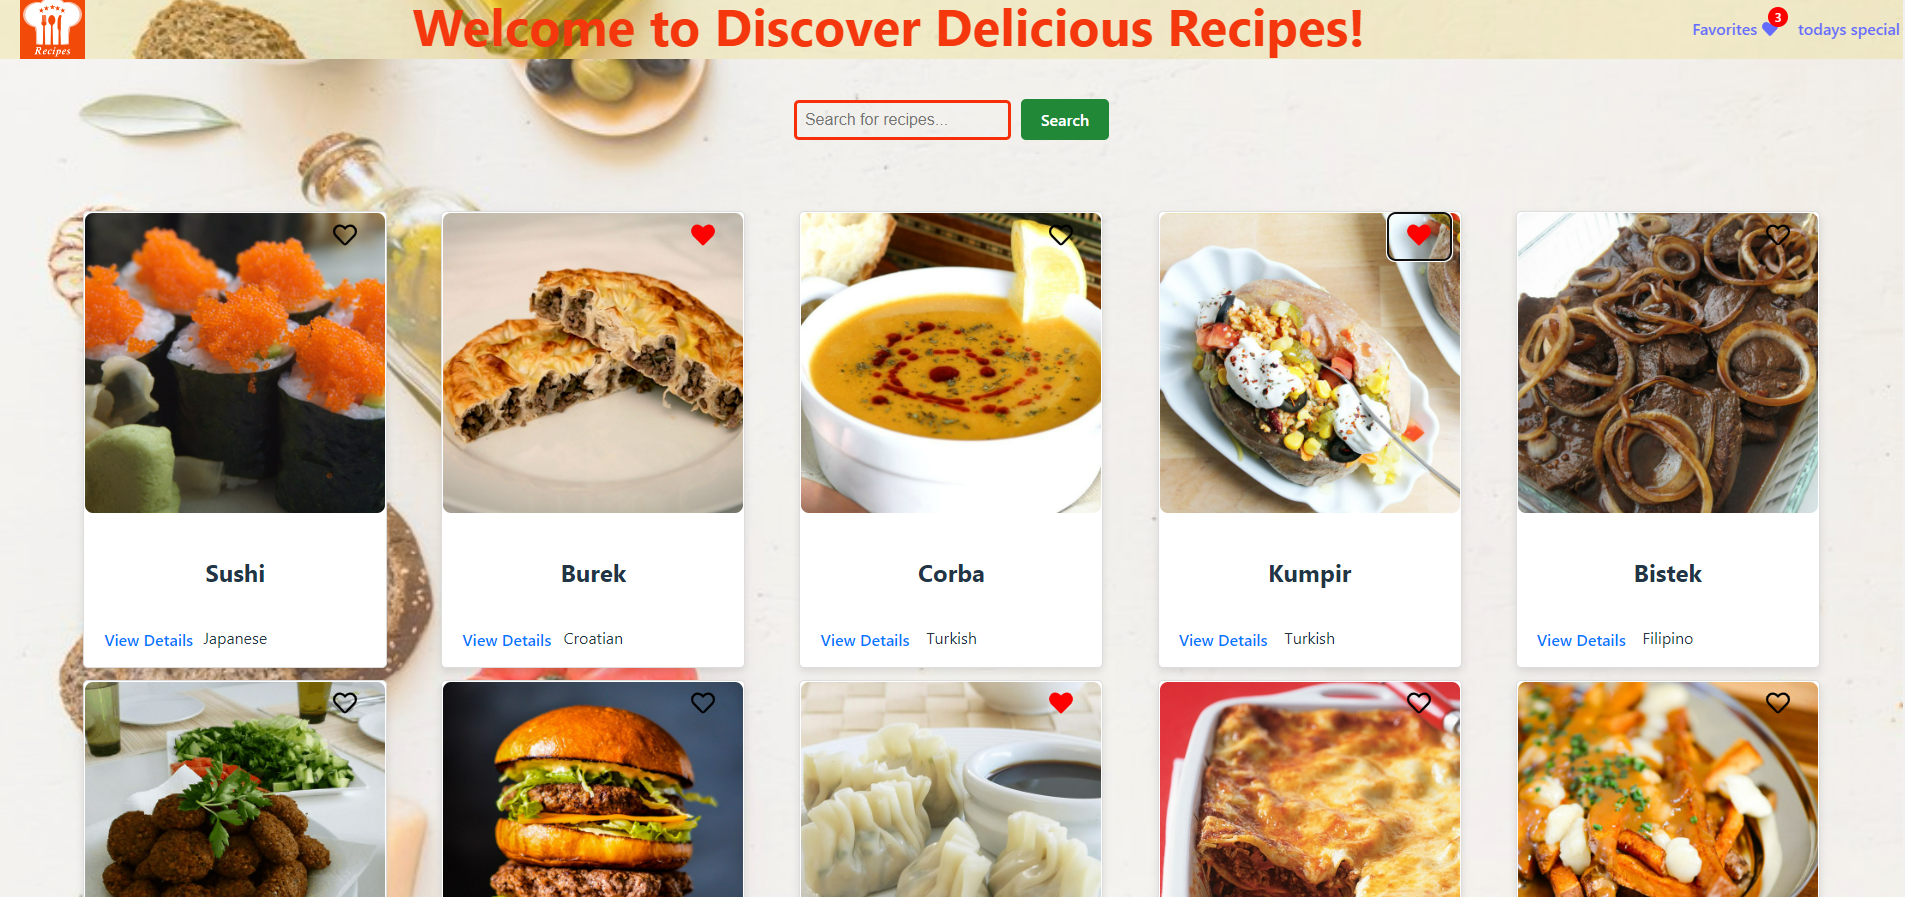 Recipes
Welcome to Discover Delicious Recipes!
Favorites 3
todays special
Search for recipes...
Search
Sushi
View Details Japanese
Burek
View Details Croatian
Corba
View Details Turkish
Kumpir
View Details Turkish
Bistek
View Details Filipino